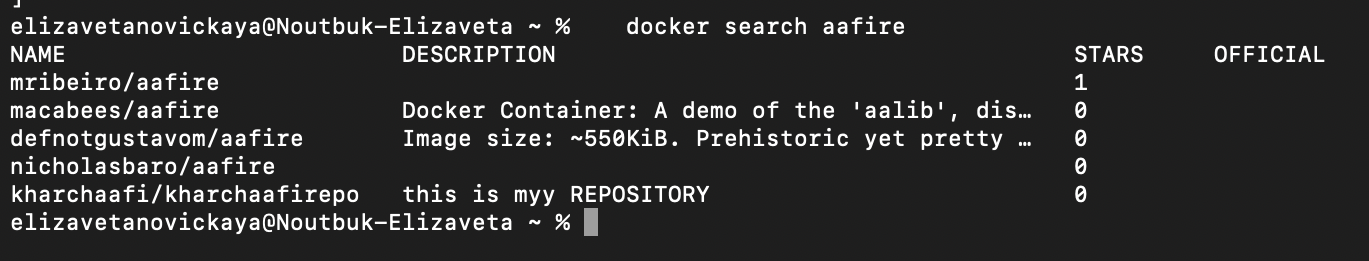 ]
elizavetanovickaya@Noutbuk-Elizaveta ~ %    docker search aafire
NAME                     DESCRIPTION                                     STARS     OFFICIAL
mribeiro/aafire                                                          1
macabees/aafire          Docker Container: A demo of the 'aalib', dis…   0
defnotgustavom/aafire    Image size: ~550KiB. Prehistoric yet pretty …   0
nicholasbaro/aafire                                                      0
kharchaafi/kharchaafirepo   this is myy REPOSITORY                       0
elizavetanovickaya@Noutbuk-Elizaveta ~ %